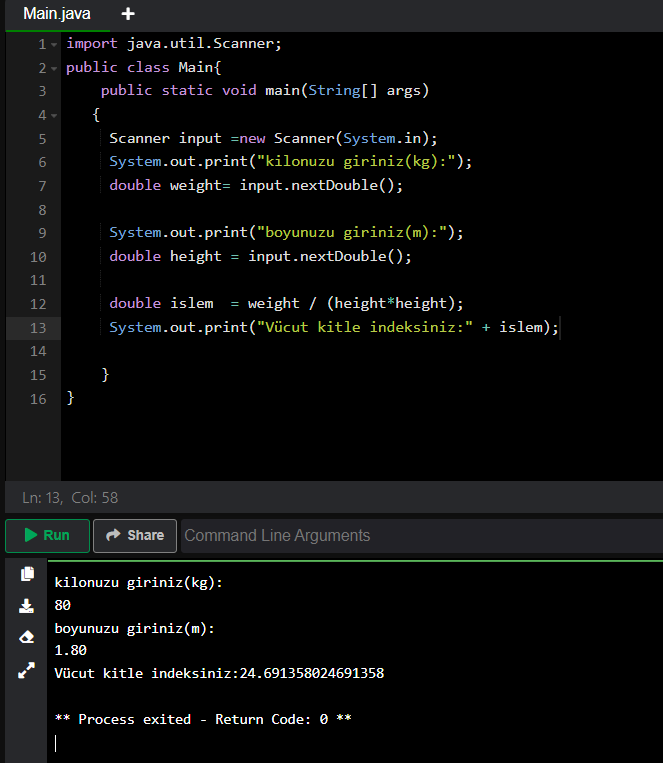 Main.java +
1 import java.util.Scanner;
2 public class Main{
3 public static void main(String[] args)
4 {
5 Scanner input =new Scanner(System.in);
6 System.out.print("kilonuzu giriniz(kg):");
7 double weight= input.nextDouble();
8
9 System.out.print("boyunuzu giriniz(m):");
10 double height = input.nextDouble();
11
12 double islem  = weight / (height*height);
13 System.out.print("Vücut kitle indeksiniz:" + islem);
14
15 }
16 }
Ln: 13, Col: 58
Run Share Command Line Arguments
kilonuzu giriniz(kg):
80
boyunuzu giriniz(m):
1.80
Vücut kitle indeksiniz:24.691358024691358
** Process exited - Return Code: 0 **